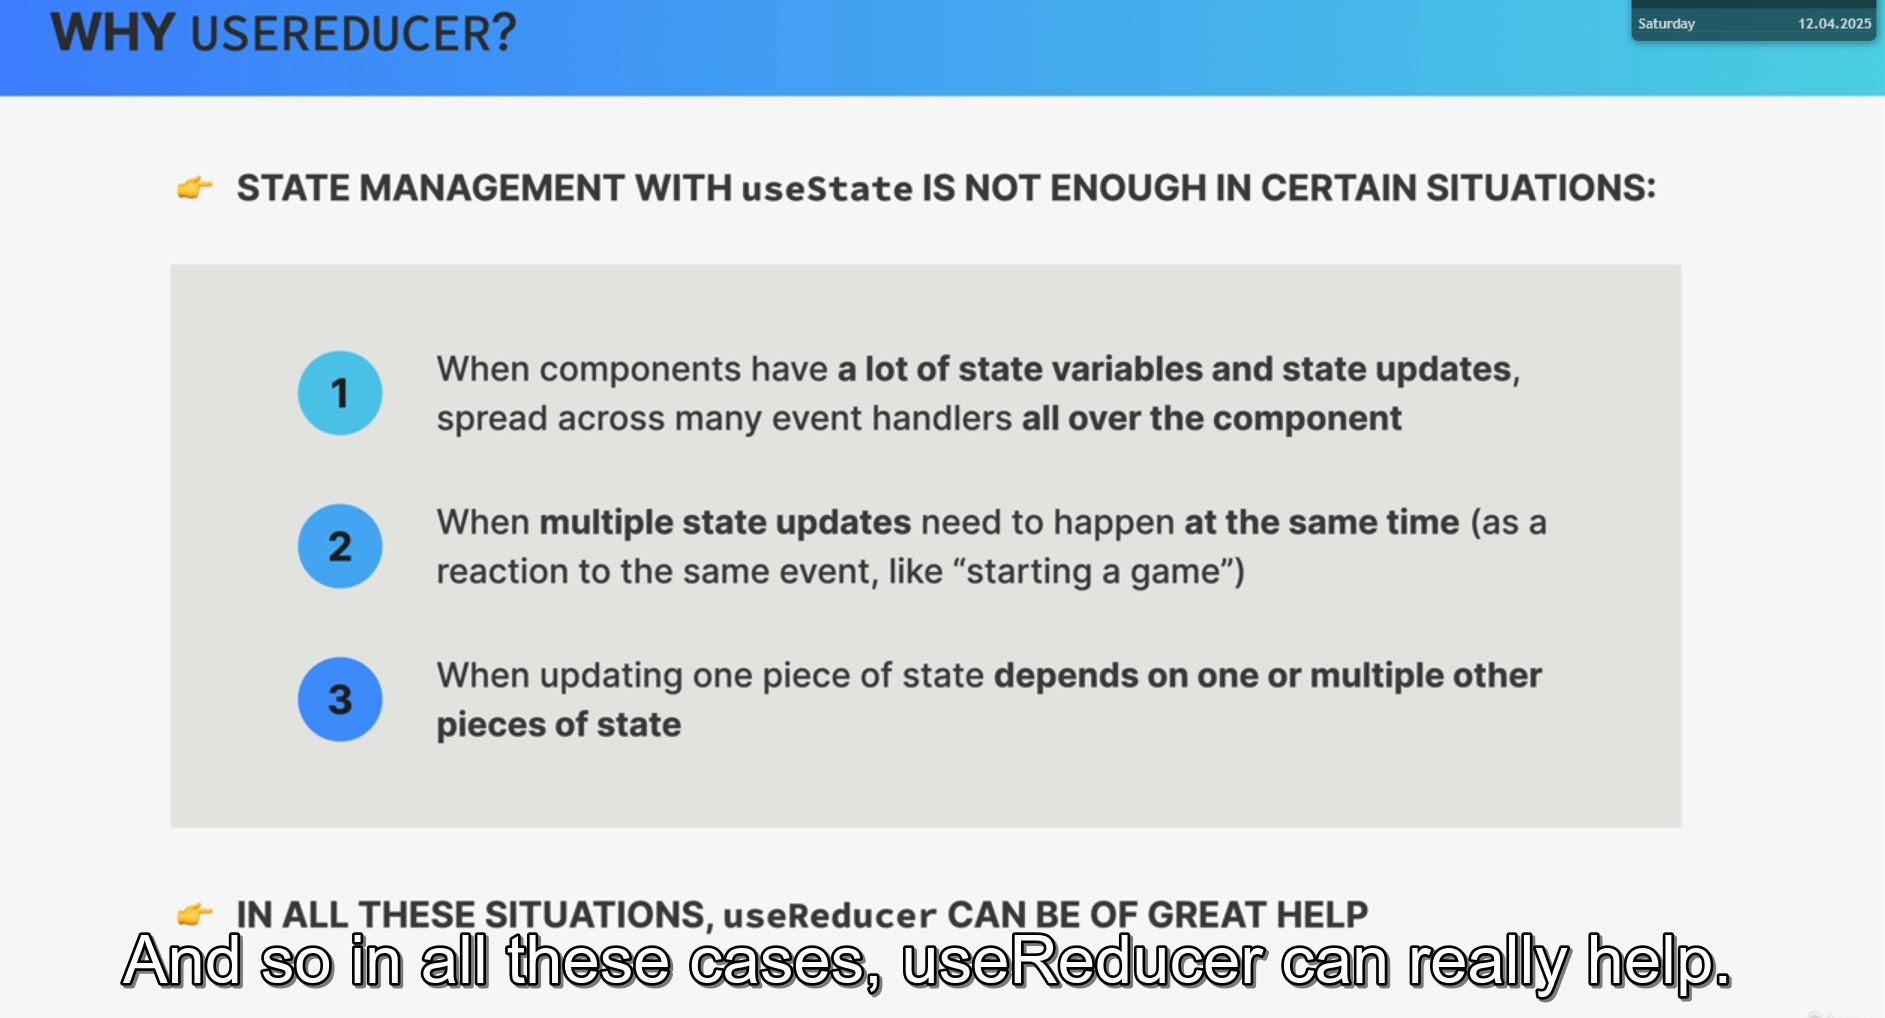 WHY USEREDUCER?
Saturday 12.04.2025
STATE MANAGEMENT WITH useState IS NOT ENOUGH IN CERTAIN SITUATIONS:
1
When components have a lot of state variables and state updates,
spread across many event handlers all over the component
2
When multiple state updates need to happen at the same time (as a
reaction to the same event, like “starting a game”)
3
When updating one piece of state depends on one or multiple other
pieces of state
IN ALL THESE SITUATIONS, useReducer CAN BE OF GREAT HELP
And so in all these cases, useReducer can really help.